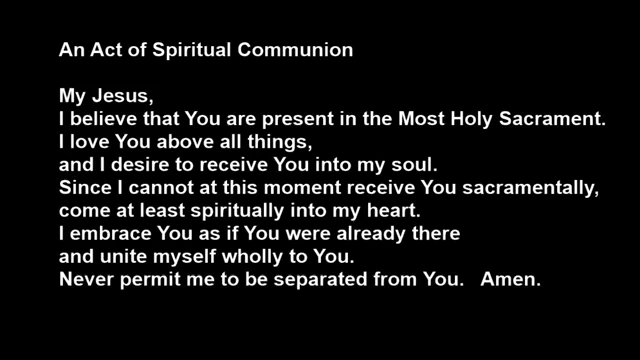 An Act of Spiritual Communion
My Jesus,
I believe that You are present in the Most Holy Sacrament.
I love You above all things,
and I desire to receive You into my soul.
Since I cannot at this moment receive You sacramentally,
come at least spiritually into my heart.
I embrace You as if You were already there
and unite myself wholly to You.
Never permit me to be separated from You.   Amen.